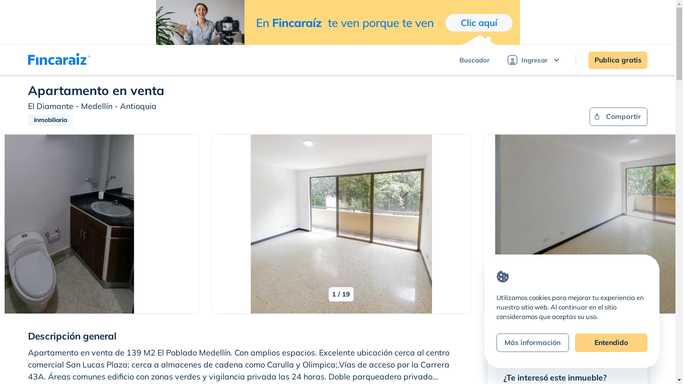 En Fincaraíz te ven porque te ven
Clic aquí
Fincaraiz
Buscador
Ingresar
Publica gratis
Apartamento en venta
El Diamante - Medellín - Antioquia
Inmobiliaria
Compartir
1 / 19
Utilizamos cookies para mejorar tu experiencia en
nuestro sitio web. Al continuar en el sitio
consideramos que aceptas su uso.
Más información
Entendido
Descripción general
Apartamento en venta de 139 M2 El Poblado Medellín. Con amplios espacios. Excelente ubicación cerca al centro
comercial San Lucas Plaza; cerca a almacenes de cadena como Carulla y Olimpica;.Vías de acceso por la Carrera
43A. Áreas comunes edificio con zonas verdes y vigilancia privada las 24 horas. Doble parqueadero privado...
¿Te interesó este inmueble?